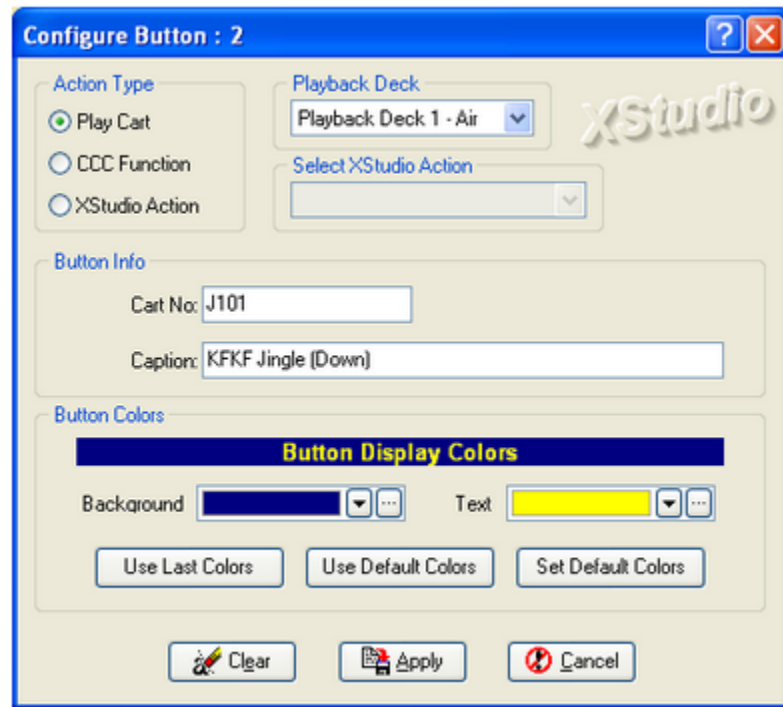 Configure Button : 2
Action Type
Play Cart
CCC Function
XStudio Action
Playback Deck
Playback Deck 1 - Air
XStudio
Select XStudio Action
Button Info
Cart No: J101
Caption: KFKF Jingle (Down)
Button Colors
Button Display Colors
Background Text
Use Last Colors Use Default Colors Set Default Colors
Clear Apply Cancel